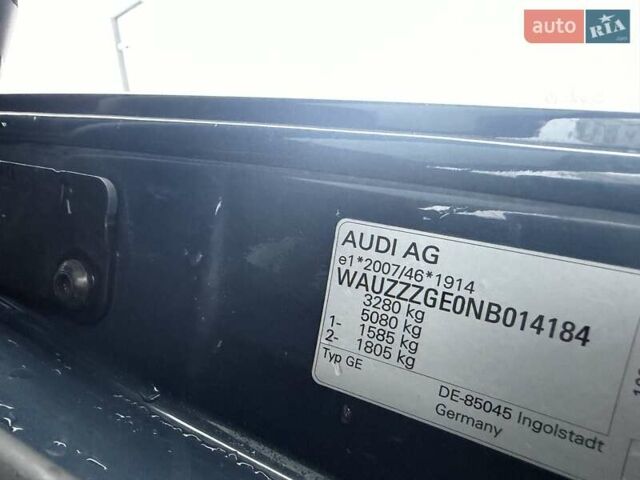 auto RIA.com
AUDI AG
e1*2007/46*1914
WAUZZZGE0NB014184
3280 kg
5080 kg
1- 1585 kg
2- 1805 kg
Typ GE
DE-85045 Ingolstadt
Germany